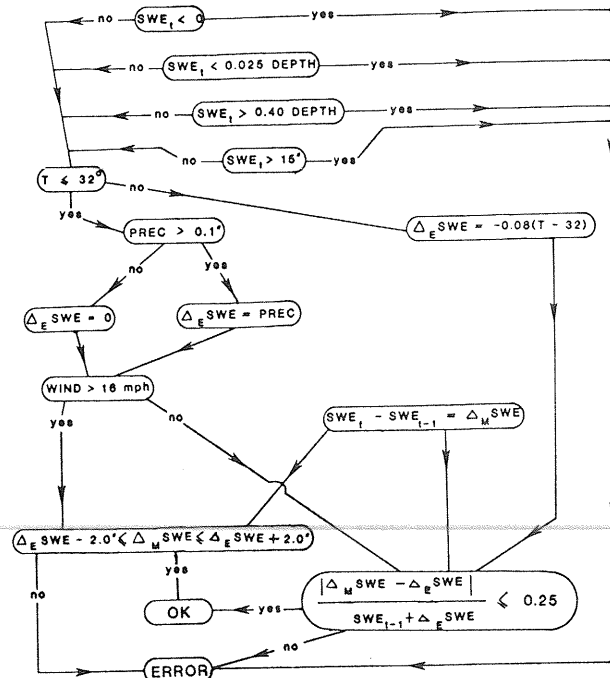 SWE_t < 0
no yes
SWE_t < 0.025 DEPTH
no yes
SWE_t > 0.40 DEPTH
no yes
SWE_t > 15"
no yes
T ⩽ 32°
no
yes
PREC > 0.1"
Δ_E SWE = -0.08(T - 32)
no yes
Δ_E SWE = 0
Δ_E SWE = PREC
WIND > 16 mph
yes no
SWE_t - SWE_t-1 = Δ_M SWE
Δ_E SWE - 2.0" ⩽ Δ_M SWE ⩽ Δ_E SWE + 2.0"
no yes
|Δ_M SWE - Δ_E SWE|
⩽ 0.25
SWE_t-1 + Δ_E SWE
OK
yes
no
ERROR